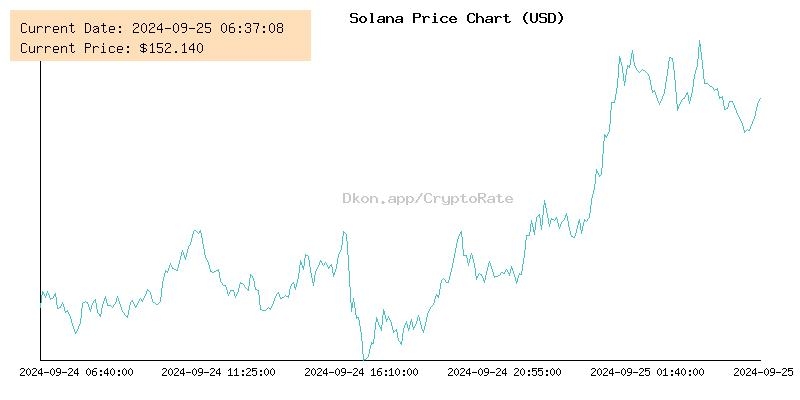 Solana Price Chart (USD)
Current Date: 2024-09-25 06:37:08
Current Price: $152.140
Dkon.app/CryptoRate
2024-09-24 06:40:00 2024-09-24 11:25:00 2024-09-24 16:10:00 2024-09-24 20:55:00 2024-09-25 01:40:00 2024-09-25